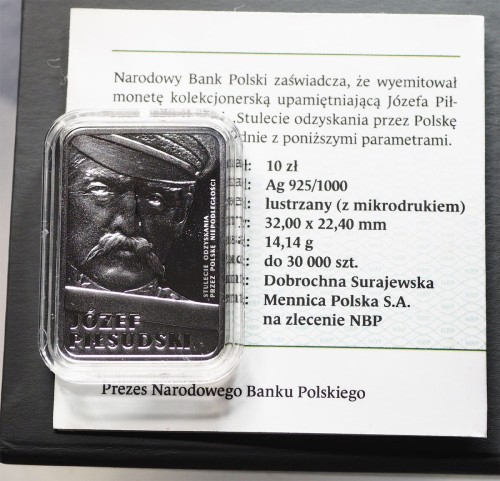 Narodowy Bank Polski zaświadcza, że wyemitował
monetę kolekcjonerską upamiętniającą Józefa Pił-
„Stulecie odzyskania przez Polskę
z poniższymi parametrami.
10 zł
Ag 925/1000
lustrzany (z mikrodrukiem)
32,00 x 22,40 mm
14,14 g
do 30 000 szt.
Dobrochna Surajewska
Mennica Polska S.A.
na zlecenie NBP
Prezes Narodowego Banku Polskiego
STULECIE ODZYSKANIA
PRZEZ POLSKĘ NIEPODLEGŁOŚCI
JÓZEF
PIŁSUDSKI